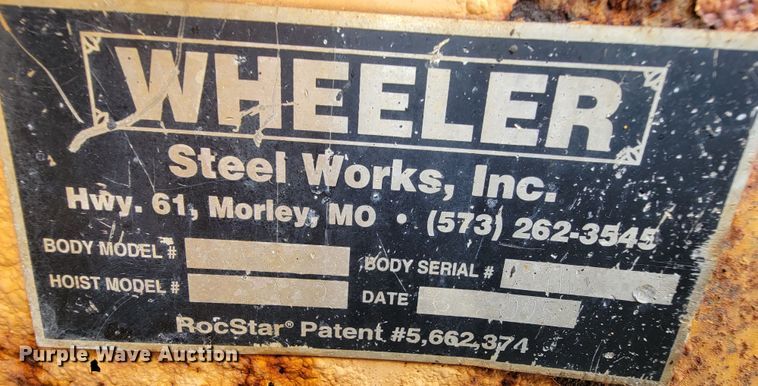 WHEELER
Steel Works, Inc.
Hwy. 61, Morley, MO • (573) 262-3545
BODY MODEL #
BODY SERIAL #
HOIST MODEL #
DATE
RocStar® Patent #5,662,374
Purple Wave Auction